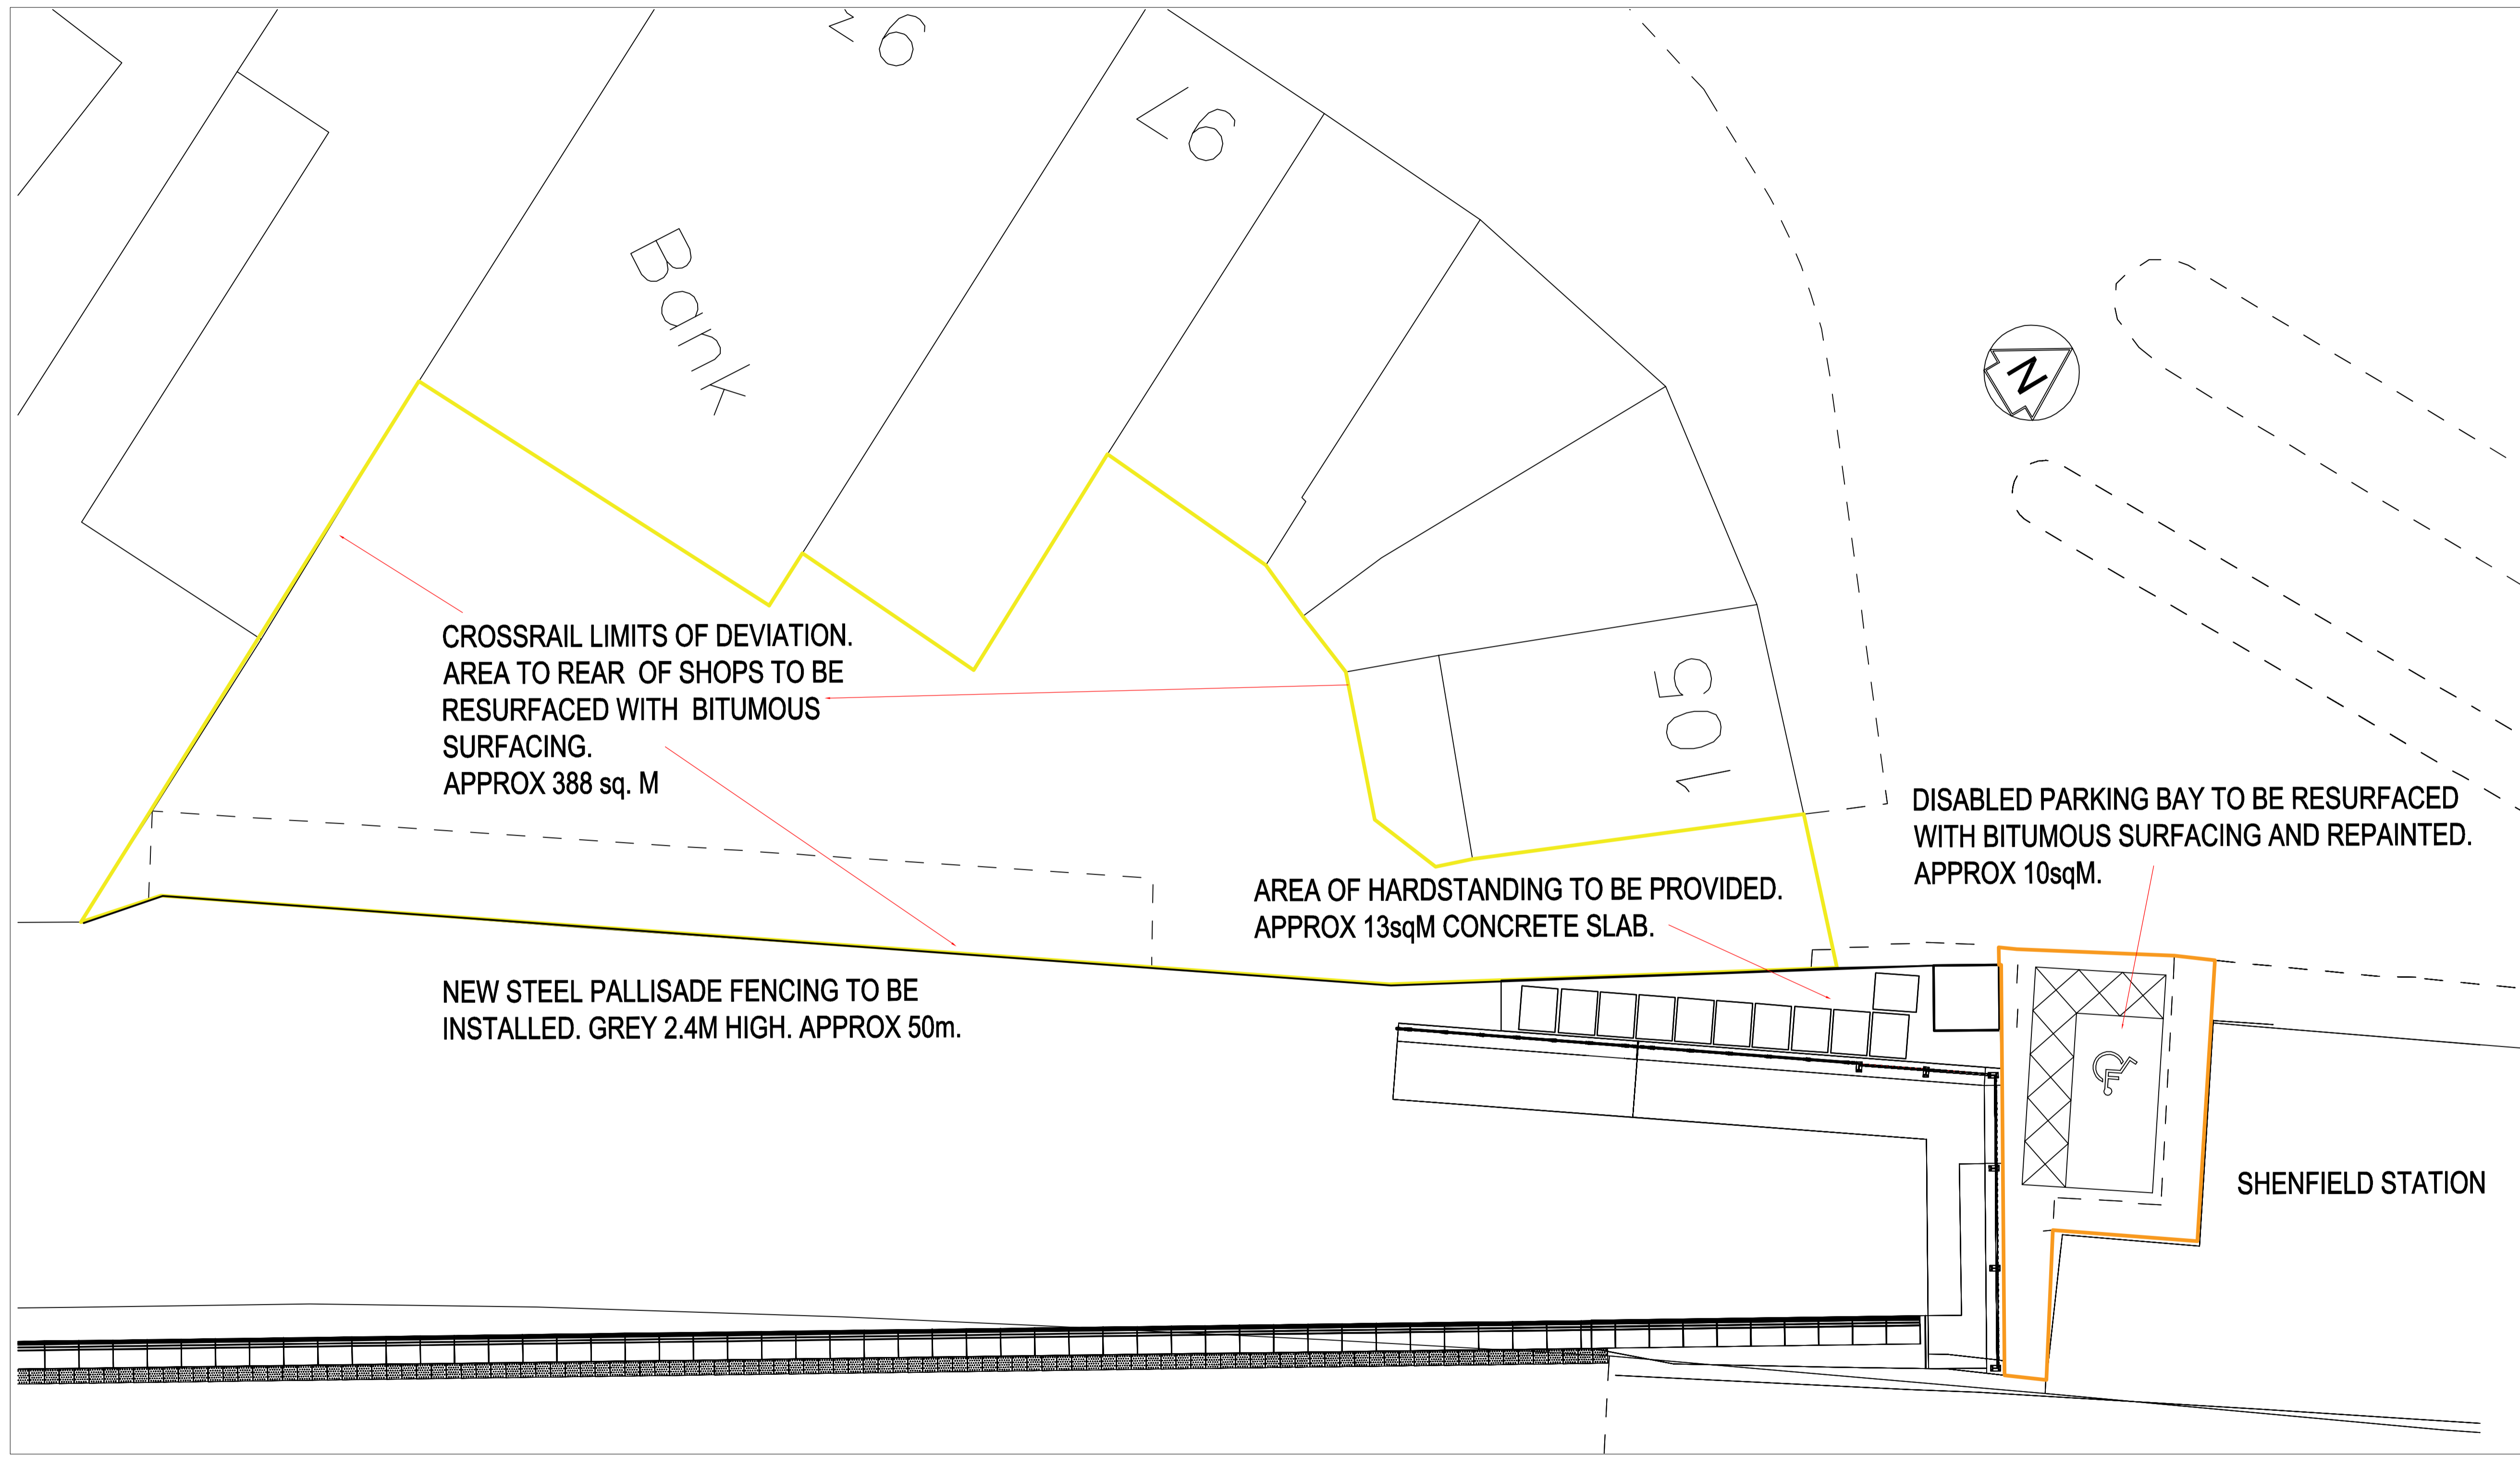 97
Bank
N
105
CROSSRAIL LIMITS OF DEVIATION.
AREA TO REAR OF SHOPS TO BE
RESURFACED WITH BITUMOUS
SURFACING.
APPROX 388 sq. M
DISABLED PARKING BAY TO BE RESURFACED
WITH BITUMOUS SURFACING AND REPAINTED.
APPROX 10sqM.
AREA OF HARDSTANDING TO BE PROVIDED.
APPROX 13sqM CONCRETE SLAB.
NEW STEEL PALLISADE FENCING TO BE
INSTALLED. GREY 2.4M HIGH. APPROX 50m.
SHENFIELD STATION